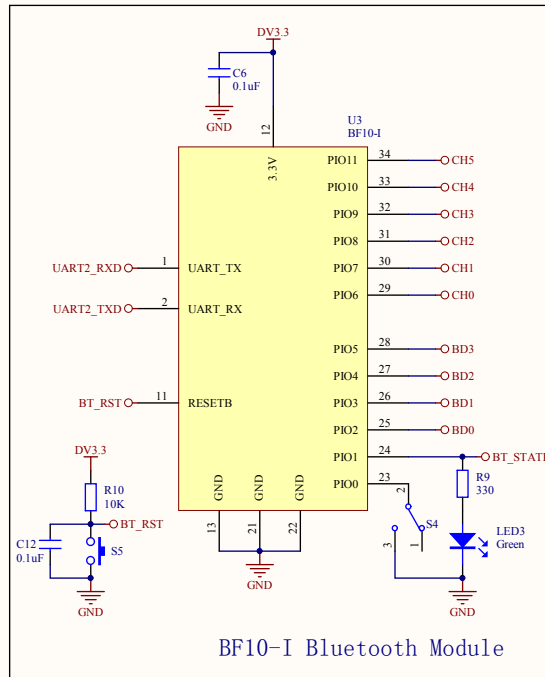 DV3.3
C6
0.1uF
GND
U3
BF10-I
12
3.3V
PIO11 34 CH5
PIO10 33 CH4
PIO9 32 CH3
PIO8 31 CH2
UART2_RXD 1 UART_TX
PIO7 30 CH1
PIO6 29 CH0
UART2_TXD 2 UART_RX
PIO5 28 BD3
PIO4 27 BD2
BT_RST 11 RESETB
PIO3 26 BD1
PIO2 25 BD0
PIO1 24 BT_STATE
PIO0 23
DV3.3
R10
10K
BT_RST
C12
0.1uF
S5
GND
GND GND GND
13 21 22
GND
2
S4
3 1
R9
330
LED3
Green
GND
BF10-I Bluetooth Module